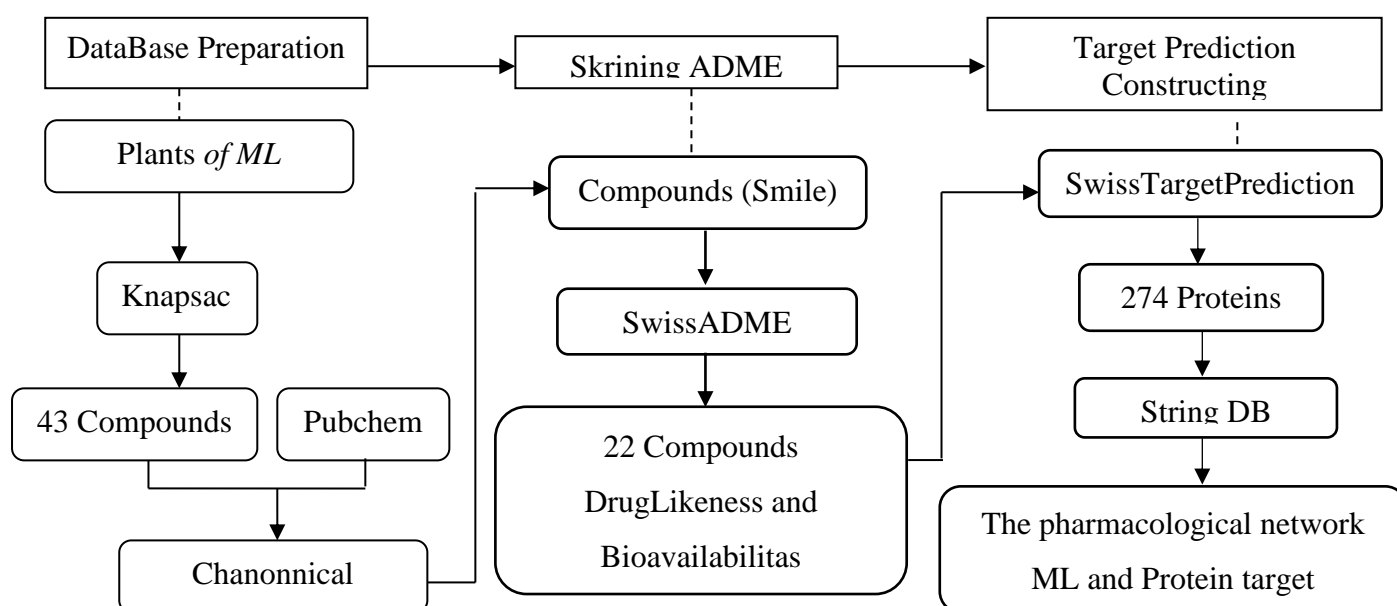 DataBase Preparation
Skrining ADME
Target Prediction
Constructing
Plants of ML
Knapsac
43 Compounds
Pubchem
Chanonnical
Compounds (Smile)
SwissADME
22 Compounds
DrugLikeness and
Bioavailabilitas
SwissTargetPrediction
274 Proteins
String DB
The pharmacological network
ML and Protein target